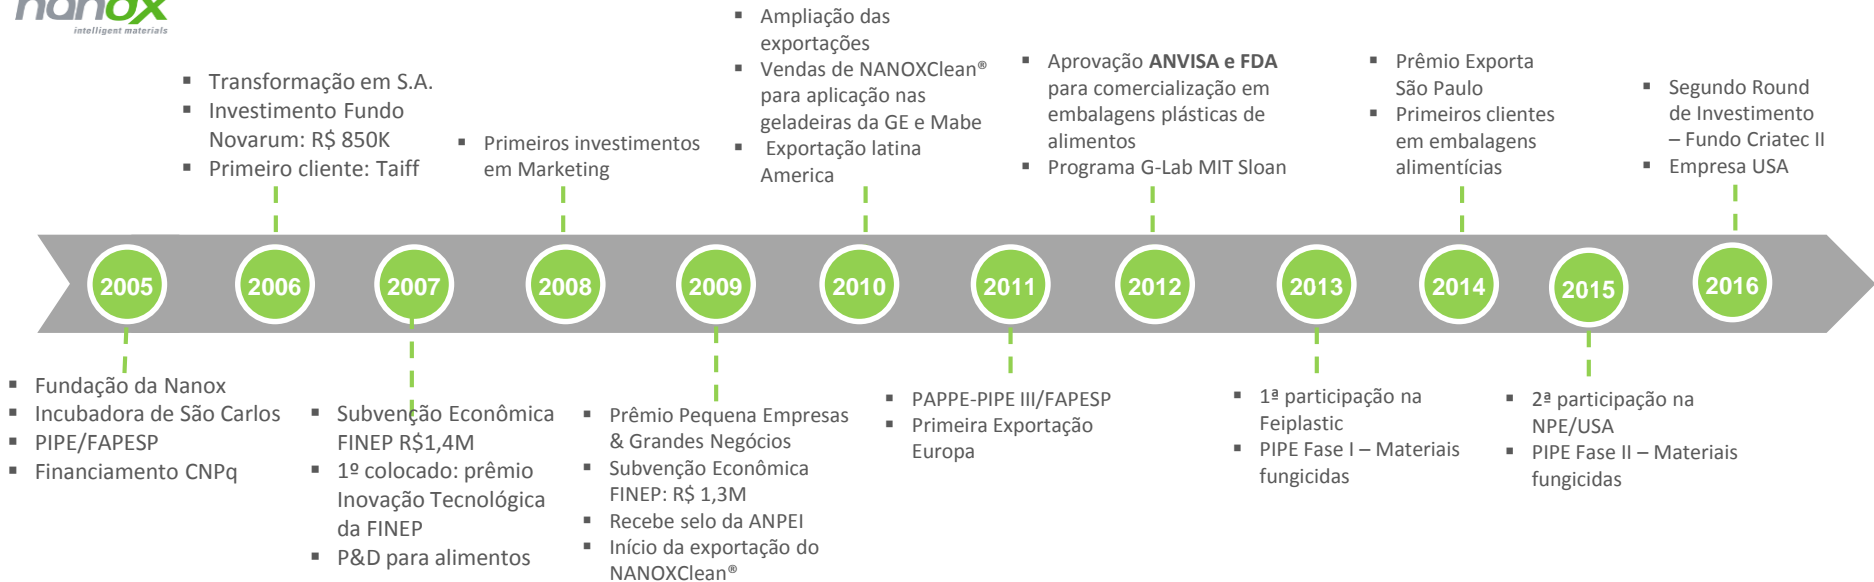 nanox
intelligent materials
▪ Transformação em S.A.
▪ Investimento Fundo
Novarum: R$ 850K
▪ Primeiro cliente: Taiff
▪ Primeiros investimentos
em Marketing
▪ Ampliação das
exportações
▪ Vendas de NANOXClean®
para aplicação nas
geladeiras da GE e Mabe
▪ Exportação latina
America
▪ Aprovação ANVISA e FDA
para comercialização em
embalagens plásticas de
alimentos
▪ Programa G-Lab MIT Sloan
▪ Prêmio Exporta
São Paulo
▪ Primeiros clientes
em embalagens
alimentícias
▪ Segundo Round
de Investimento
– Fundo Criatec II
▪ Empresa USA
2005
2006
2007
2008
2009
2010
2011
2012
2013
2014
2015
2016
▪ Fundação da Nanox
▪ Incubadora de São Carlos
▪ PIPE/FAPESP
▪ Financiamento CNPq
▪ Subvenção Econômica
FINEP R$1,4M
▪ 1º colocado: prêmio
Inovação Tecnológica
da FINEP
▪ P&D para alimentos
▪ Prêmio Pequena Empresas
& Grandes Negócios
▪ Subvenção Econômica
FINEP: R$ 1,3M
▪ Recebe selo da ANPEI
▪ Início da exportação do
NANOXClean®
▪ PAPPE-PIPE III/FAPESP
▪ Primeira Exportação
Europa
▪ 1ª participação na
Feiplastic
▪ PIPE Fase I – Materiais
fungicidas
▪ 2ª participação na
NPE/USA
▪ PIPE Fase II – Materiais
fungicidas